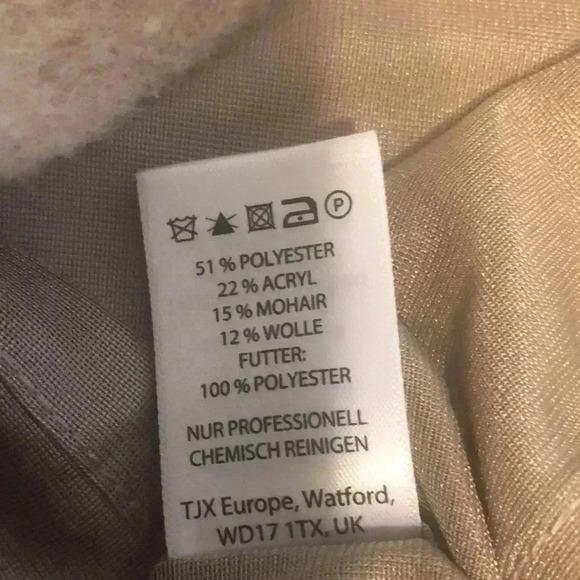 P
51 % POLYESTER
22 % ACRYL
15 % MOHAIR
12 % WOLLE
FUTTER:
100 % POLYESTER
NUR PROFESSIONELL
CHEMISCH REINIGEN
TJX Europe, Watford,
WD17 1TX, UK